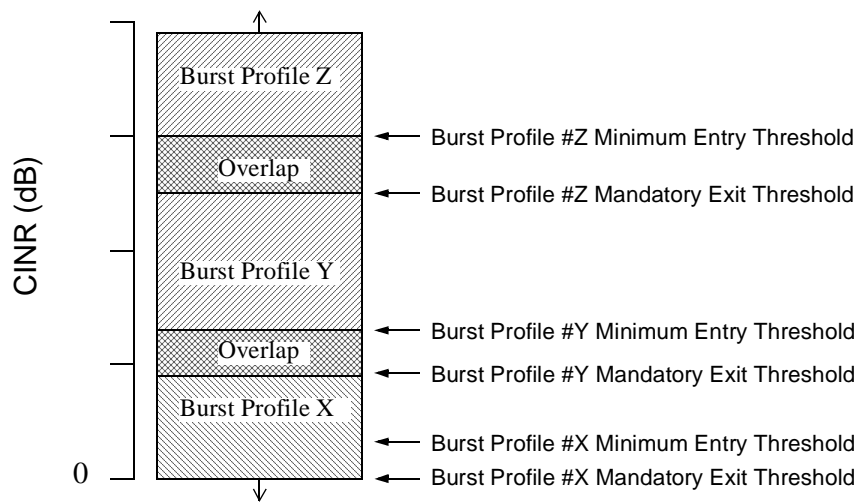 Burst Profile Z
Burst Profile #Z Minimum Entry Threshold
Overlap
Burst Profile #Z Mandatory Exit Threshold
CINR (dB)
Burst Profile Y
Burst Profile #Y Minimum Entry Threshold
Overlap
Burst Profile #Y Mandatory Exit Threshold
Burst Profile X
Burst Profile #X Minimum Entry Threshold
0
Burst Profile #X Mandatory Exit Threshold